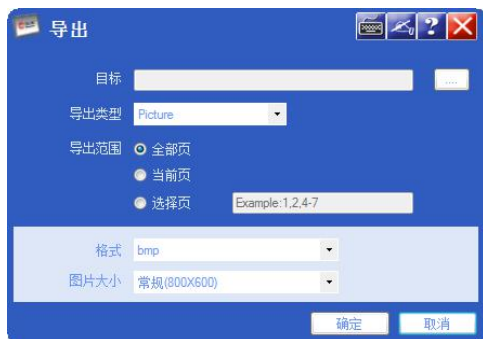 导出
?
目标
....
导出类型 Picture
导出范围 全部页
当前页
选择页 Example:1,2,4-7
格式 bmp
图片大小 常规(800X600)
确定 取消